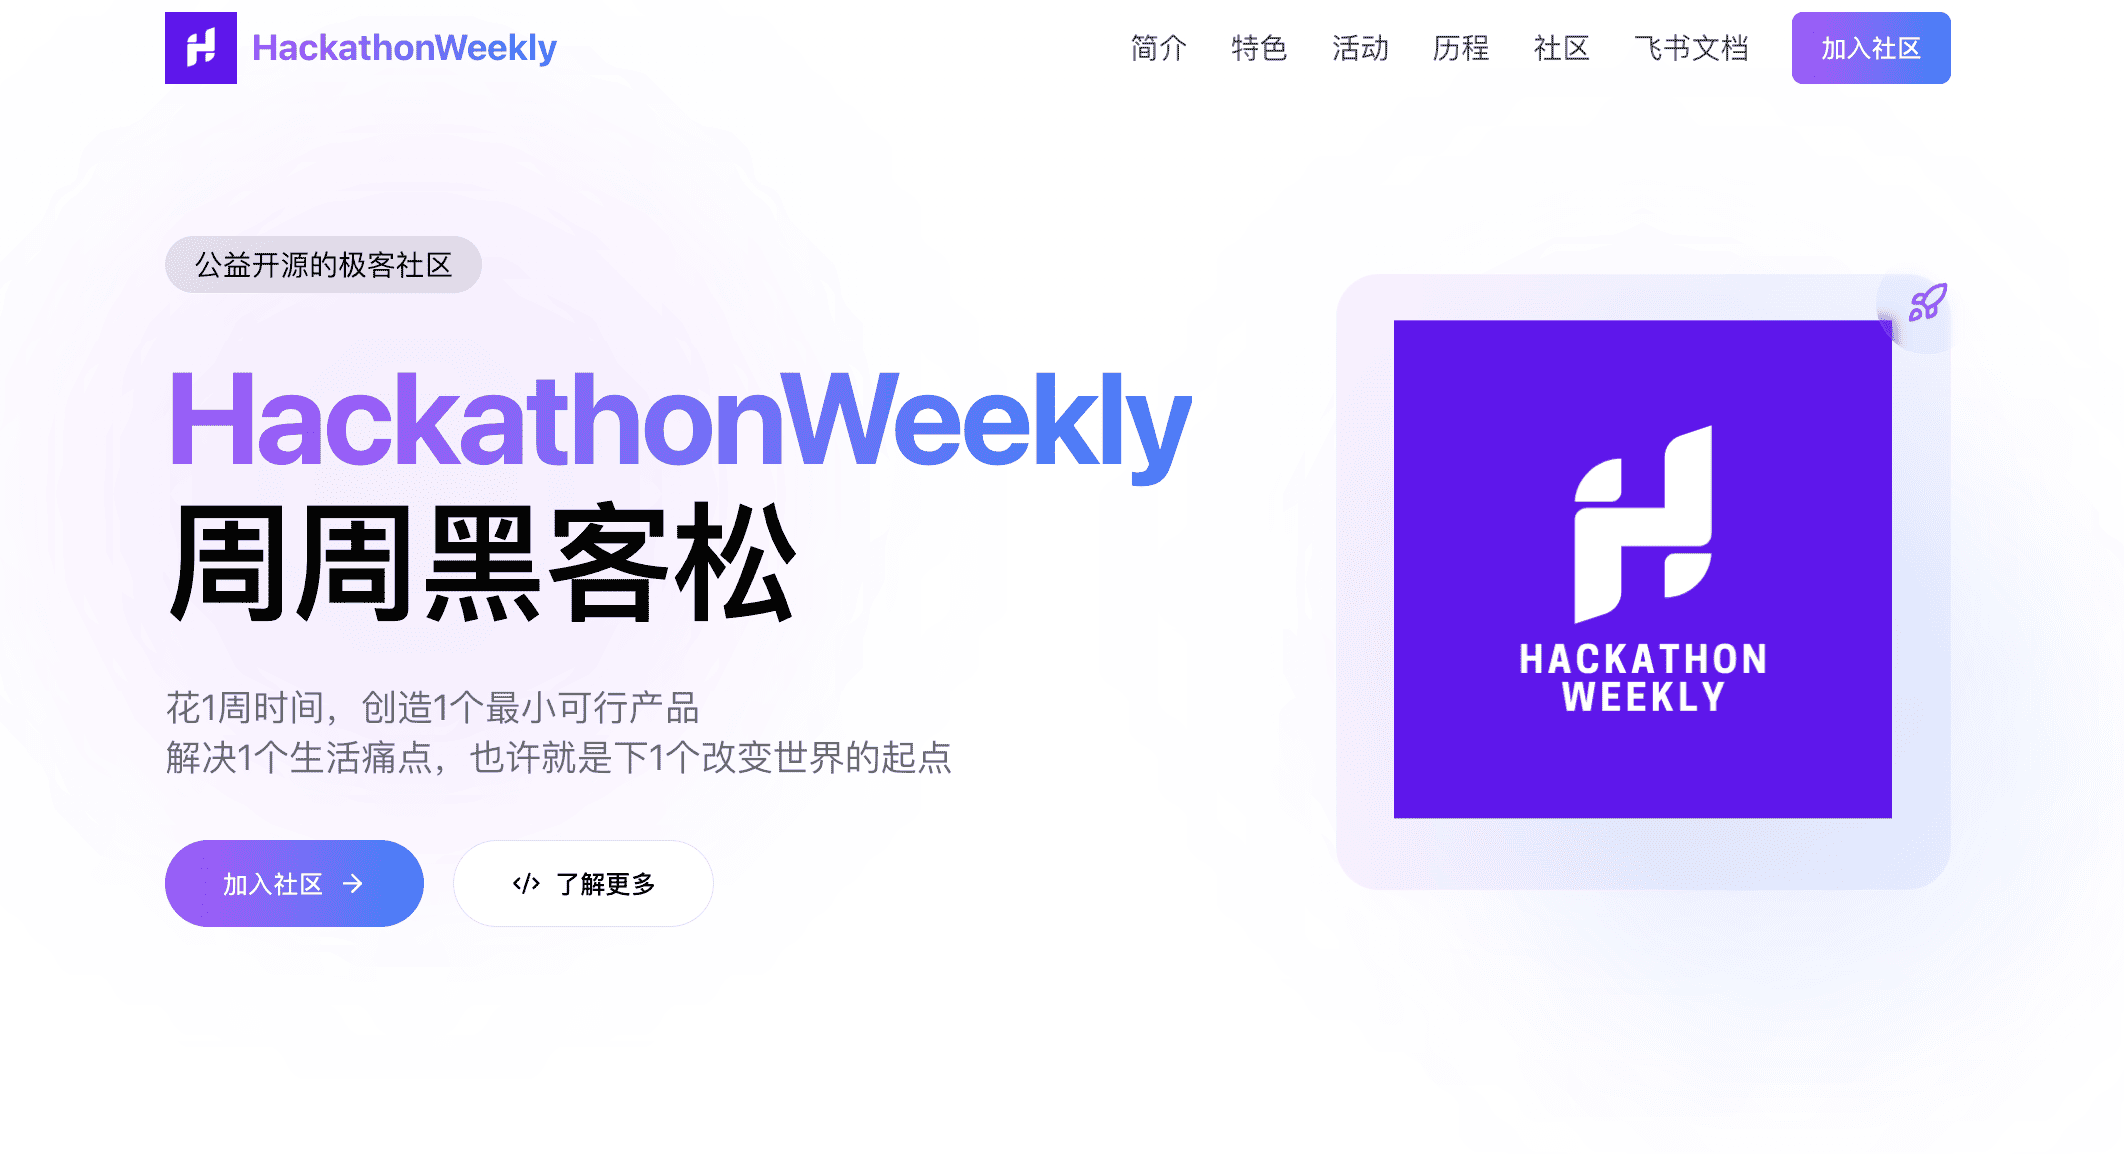 HackathonWeekly
简介 特色 活动 历程 社区 飞书文档 加入社区
公益开源的极客社区
HackathonWeekly
周周黑客松
花1周时间，创造1个最小可行产品
解决1个生活痛点，也许就是下1个改变世界的起点
加入社区 →
</> 了解更多
HACKATHON
WEEKLY